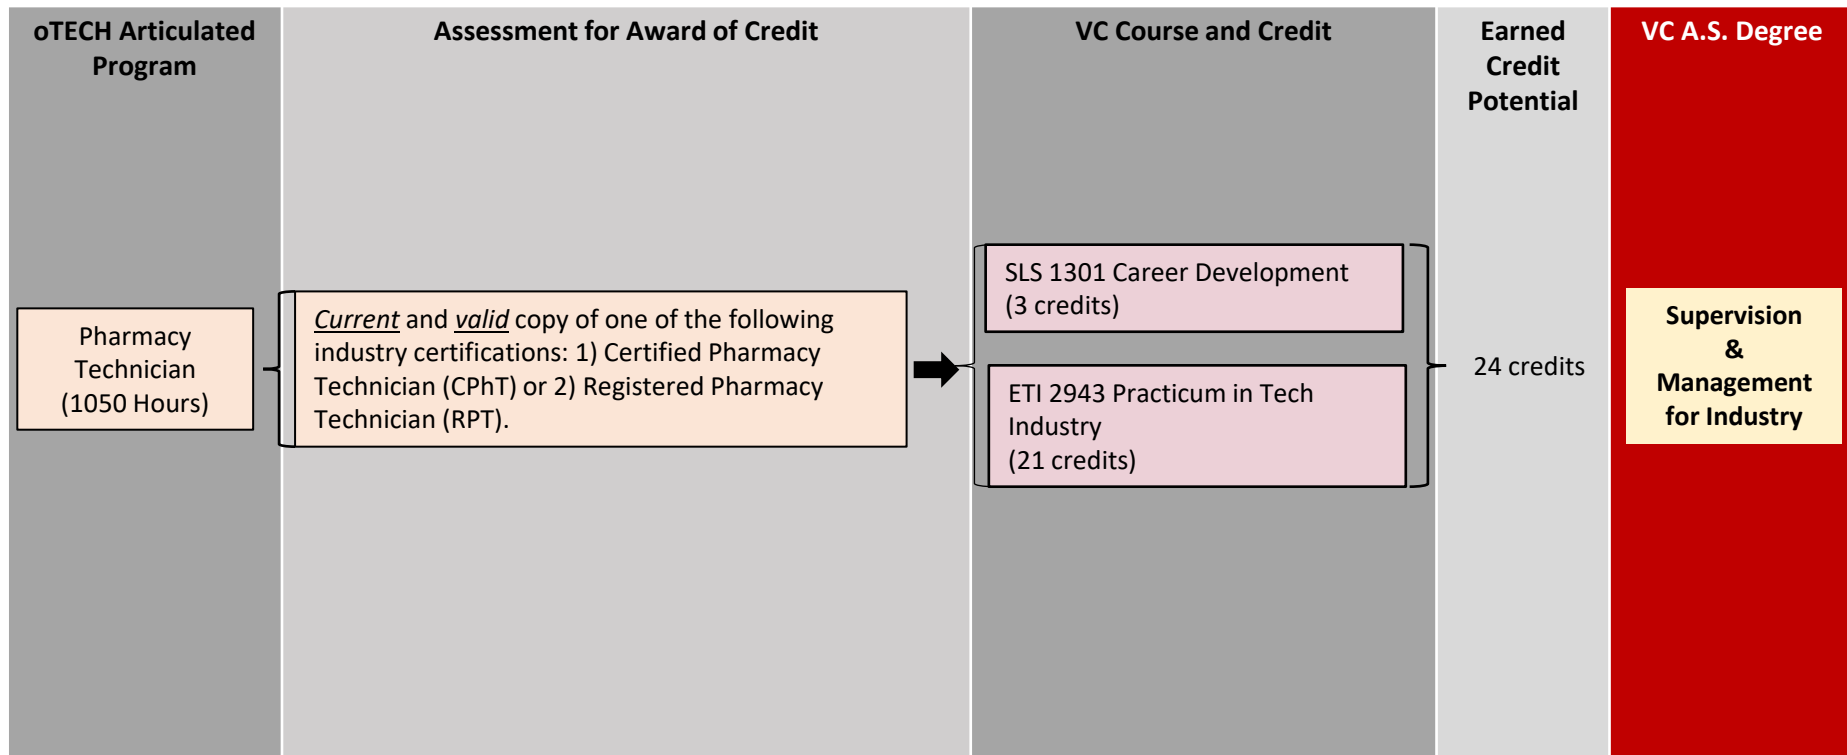 oTECH Articulated
Program
Assessment for Award of Credit
VC Course and Credit
Earned
Credit
Potential
VC A.S. Degree
Pharmacy
Technician
(1050 Hours)
Current and valid copy of one of the following
industry certifications: 1) Certified Pharmacy
Technician (CPhT) or 2) Registered Pharmacy
Technician (RPT).
SLS 1301 Career Development
(3 credits)
ETI 2943 Practicum in Tech
Industry
(21 credits)
24 credits
Supervision
&
Management
for Industry